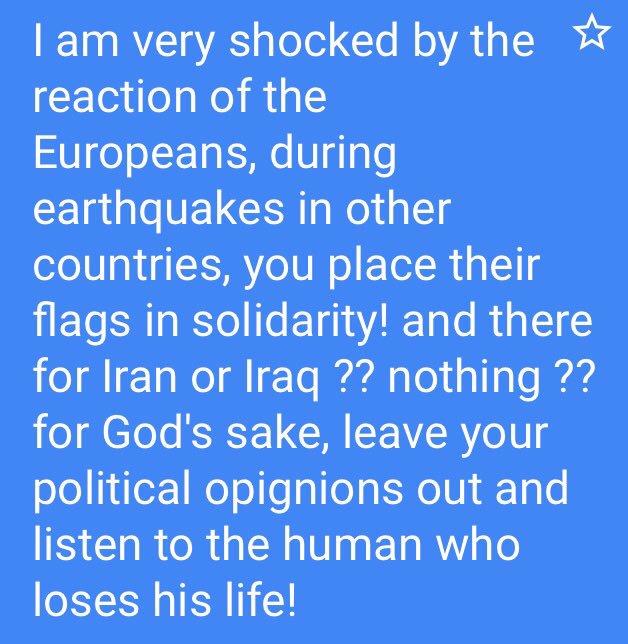 I am very shocked by the
reaction of the
Europeans, during
earthquakes in other
countries, you place their
flags in solidarity! and there
for Iran or Iraq ?? nothing ??
for God's sake, leave your
political opignions out and
listen to the human who
loses his life!